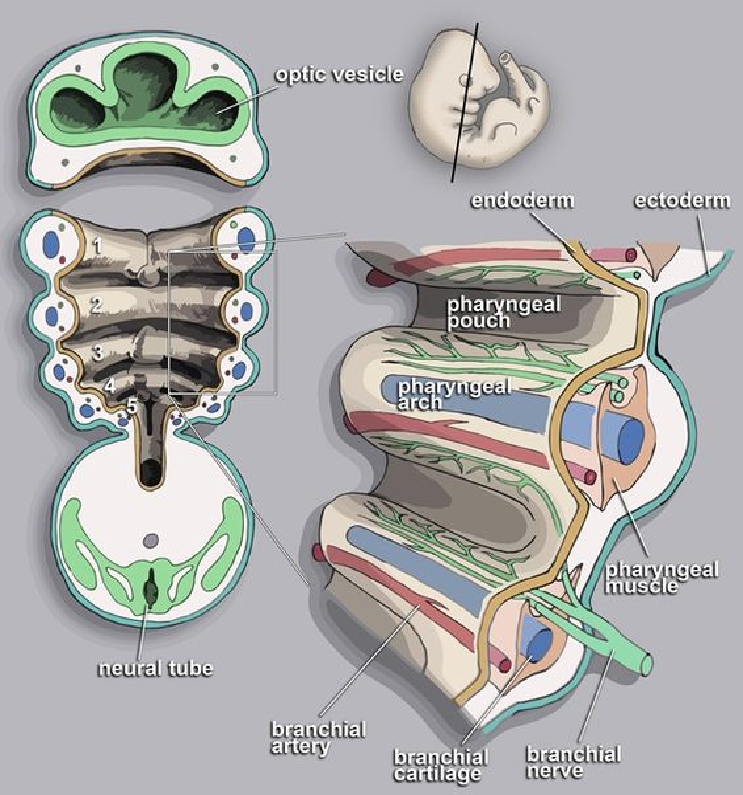 optic vesicle
endoderm
ectoderm
1
2
3
4
5
pharyngeal
pouch
pharyngeal
arch
pharyngeal
muscle
neural tube
branchial
artery
branchial
cartilage
branchial
nerve